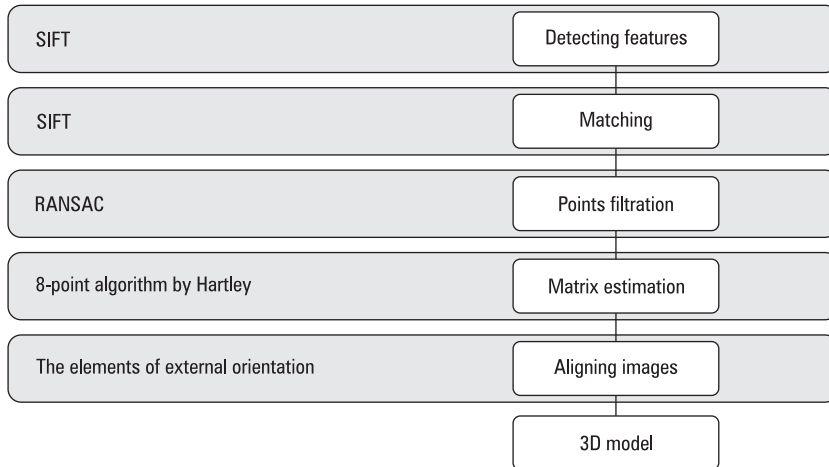 SIFT
Detecting features
SIFT
Matching
RANSAC
Points filtration
8-point algorithm by Hartley
Matrix estimation
The elements of external orientation
Aligning images
3D model